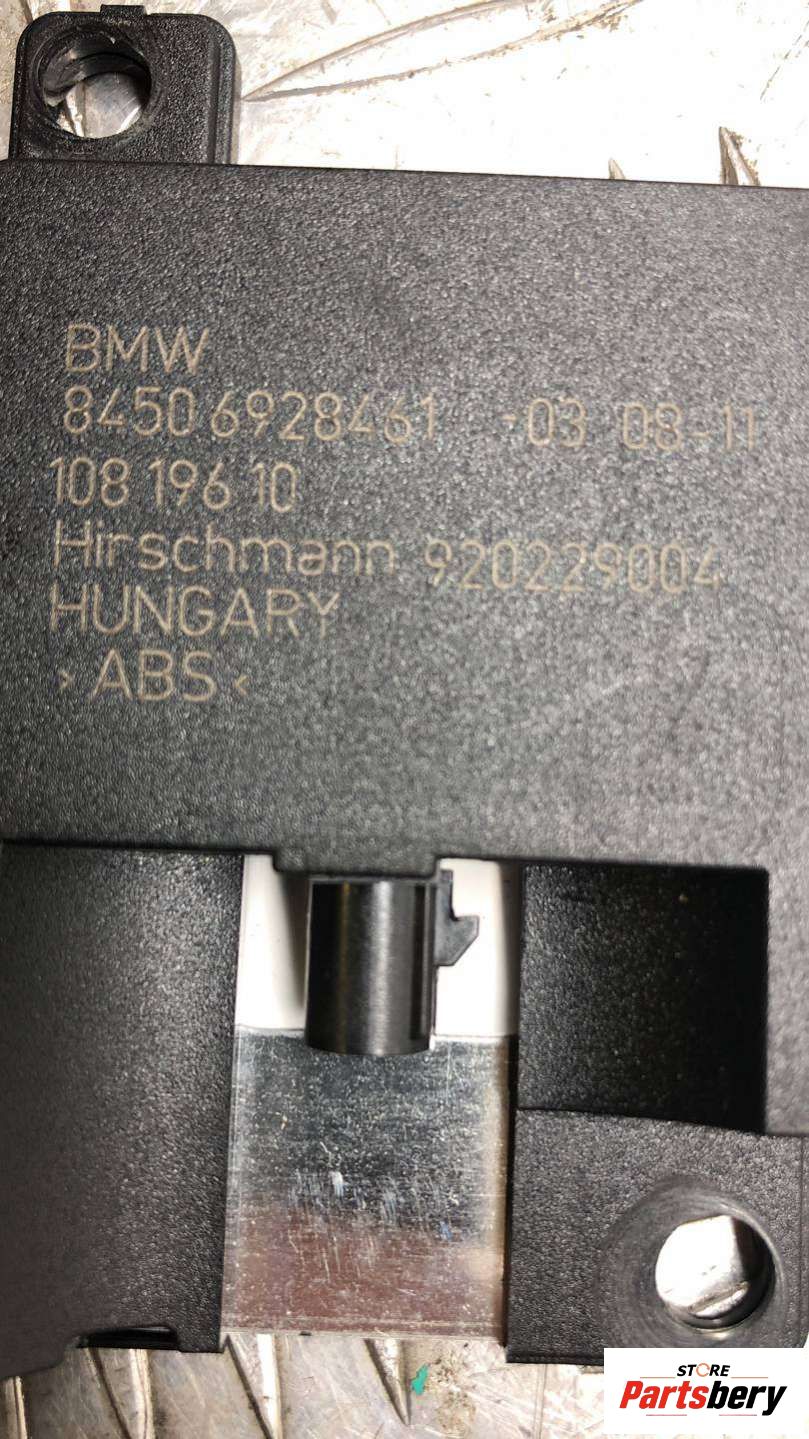 BMW
8450 6928461 -03 08-11
108 196 10
Hirschmann 920229004
HUNGARY
>ABS<
STORE
Partsbery